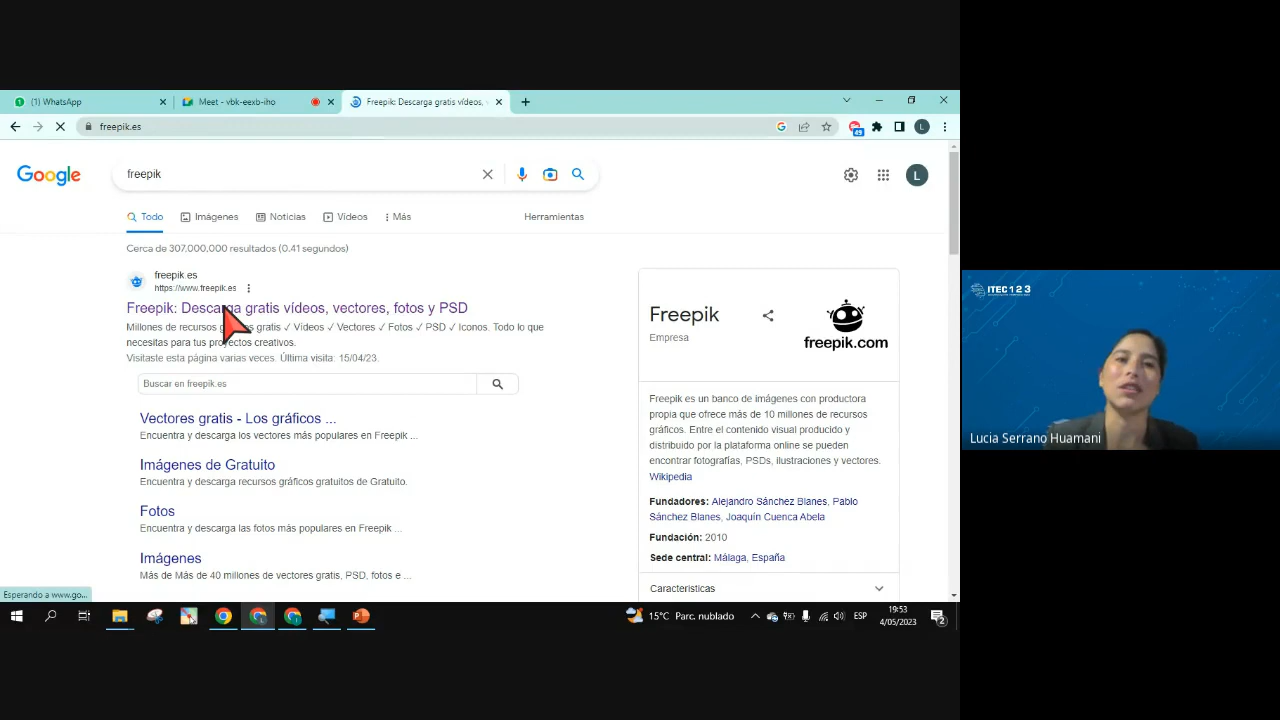 (1) WhatsApp
Meet - vbk-eexb-iho
Freepik: Descarga gratis vídeos, v
freepik.es
49
L
Google
freepik
L
Todo
Imágenes
Noticias
Vídeos
Más
Herramientas
Cerca de 307.000.000 resultados (0.41 segundos)
freepik.es
https://www.freepik.es
Freepik: Descarga gratis vídeos, vectores, fotos y PSD
Millones de recursos gratis ✓ Vídeos ✓ Vectores ✓ Fotos ✓ PSD ✓ Iconos. Todo lo que
necesitas para tus proyectos creativos.
Visitaste esta página varias veces. Última visita: 15/04/23.
Buscar en freepik.es
Vectores gratis - Los gráficos ...
Encuentra y descarga los vectores más populares en Freepik ...
Imágenes de Gratuito
Encuentra y descarga recursos gráficos gratuitos de Gratuito.
Fotos
Encuentra y descarga las fotos más populares en Freepik ...
Imágenes
Más de Más de 40 millones de vectores gratis, PSD, fotos e ...
Freepik
Empresa
freepik.com
Freepik es un banco de imágenes con productora
propia que ofrece más de 10 millones de recursos
gráficos. Entre el contenido visual producido y
distribuido por la plataforma online se pueden
encontrar fotografías, PSDs, ilustraciones y vectores.
Wikipedia
Fundadores: Alejandro Sánchez Blanes, Pablo
Sánchez Blanes, Joaquín Cuenca Abela
Fundación: 2010
Sede central: Málaga, España
Características
Esperando a www.go...
15°C Parc. nublado
ESP
19:53
4/05/2023
2
ITEC 1 2 3
Lucia Serrano Huamani